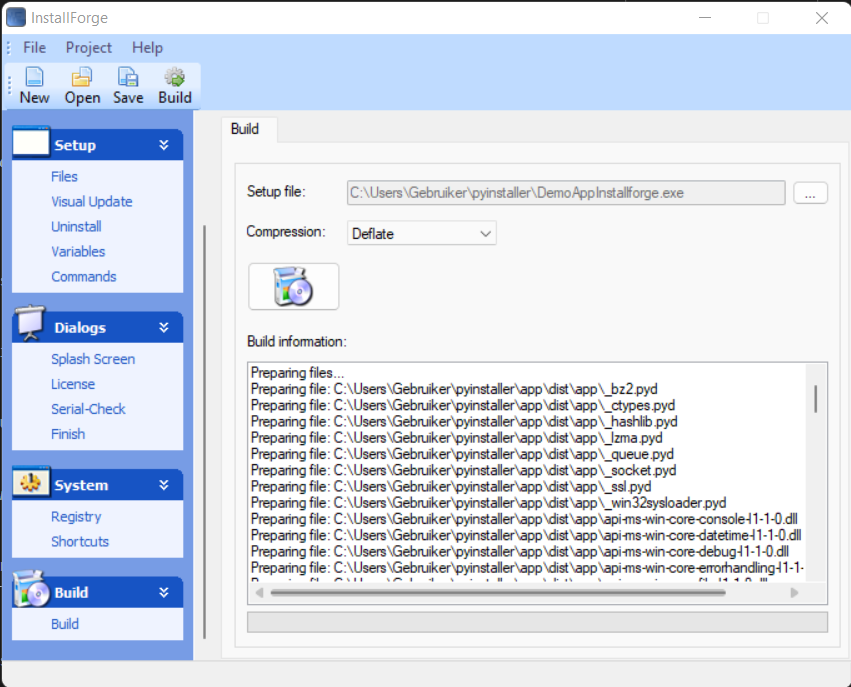 InstallForge
File Project Help
New Open Save Build
Setup
Files
Visual Update
Uninstall
Variables
Commands
Dialogs
Splash Screen
License
Serial-Check
Finish
System
Registry
Shortcuts
Build
Build
Build
Setup file: C:\Users\Gebruiker\pyinstaller\DemoAppInstallforge.exe ...
Compression: Deflate
Build information:
Preparing files...
Preparing file: C:\Users\Gebruiker\pyinstaller\app\dist\app\_bz2.pyd
Preparing file: C:\Users\Gebruiker\pyinstaller\app\dist\app\_ctypes.pyd
Preparing file: C:\Users\Gebruiker\pyinstaller\app\dist\app\_hashlib.pyd
Preparing file: C:\Users\Gebruiker\pyinstaller\app\dist\app\_lzma.pyd
Preparing file: C:\Users\Gebruiker\pyinstaller\app\dist\app\_queue.pyd
Preparing file: C:\Users\Gebruiker\pyinstaller\app\dist\app\_socket.pyd
Preparing file: C:\Users\Gebruiker\pyinstaller\app\dist\app\_ssl.pyd
Preparing file: C:\Users\Gebruiker\pyinstaller\app\dist\app\_win32sysloader.pyd
Preparing file: C:\Users\Gebruiker\pyinstaller\app\dist\app\api-ms-win-core-console-l1-1-0.dll
Preparing file: C:\Users\Gebruiker\pyinstaller\app\dist\app\api-ms-win-core-datetime-l1-1-0.dll
Preparing file: C:\Users\Gebruiker\pyinstaller\app\dist\app\api-ms-win-core-debug-l1-1-0.dll
Preparing file: C:\Users\Gebruiker\pyinstaller\app\dist\app\api-ms-win-core-errorhandling-l1-1-